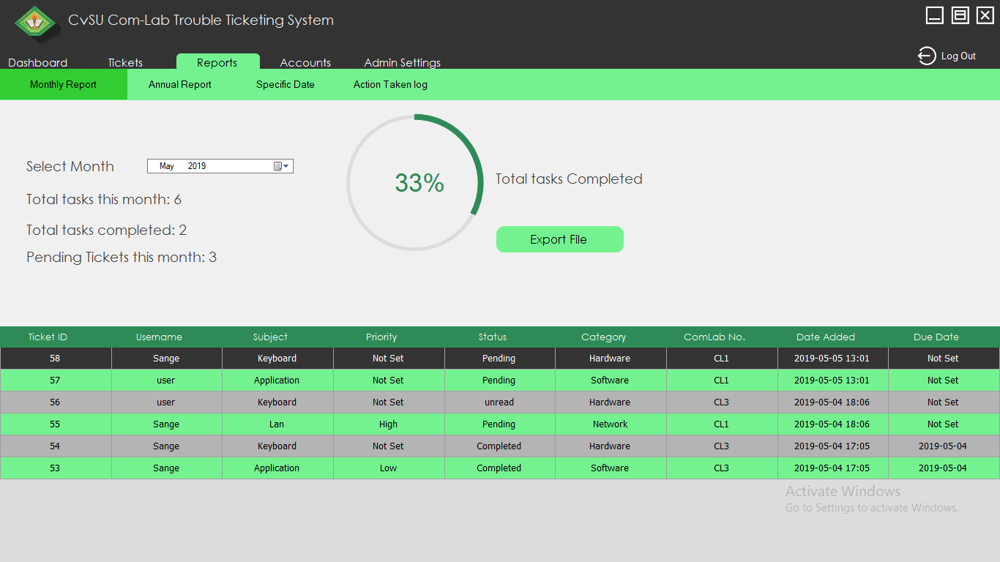 CvSU Com-Lab Trouble Ticketing System
Log Out
Dashboard Tickets Reports Accounts Admin Settings
Monthly Report Annual Report Specific Date Action Taken log
Select Month May 2019
Total tasks this month: 6
Total tasks completed: 2
Pending Tickets this month: 3
33%
Total tasks Completed
Export File
Ticket ID Username Subject Priority Status Category ComLab No. Date Added Due Date
58 Sange Keyboard Not Set Pending Hardware CL1 2019-05-05 13:01 Not Set
57 user Application Not Set Pending Software CL1 2019-05-05 13:01 Not Set
56 user Keyboard Not Set unread Hardware CL3 2019-05-04 18:06 Not Set
55 Sange Lan High Pending Network CL1 2019-05-04 18:06 Not Set
54 Sange Keyboard Not Set Completed Hardware CL3 2019-05-04 17:05 2019-05-04
53 Sange Application Low Completed Software CL3 2019-05-04 17:05 2019-05-04
Activate Windows
Go to Settings to activate Windows.